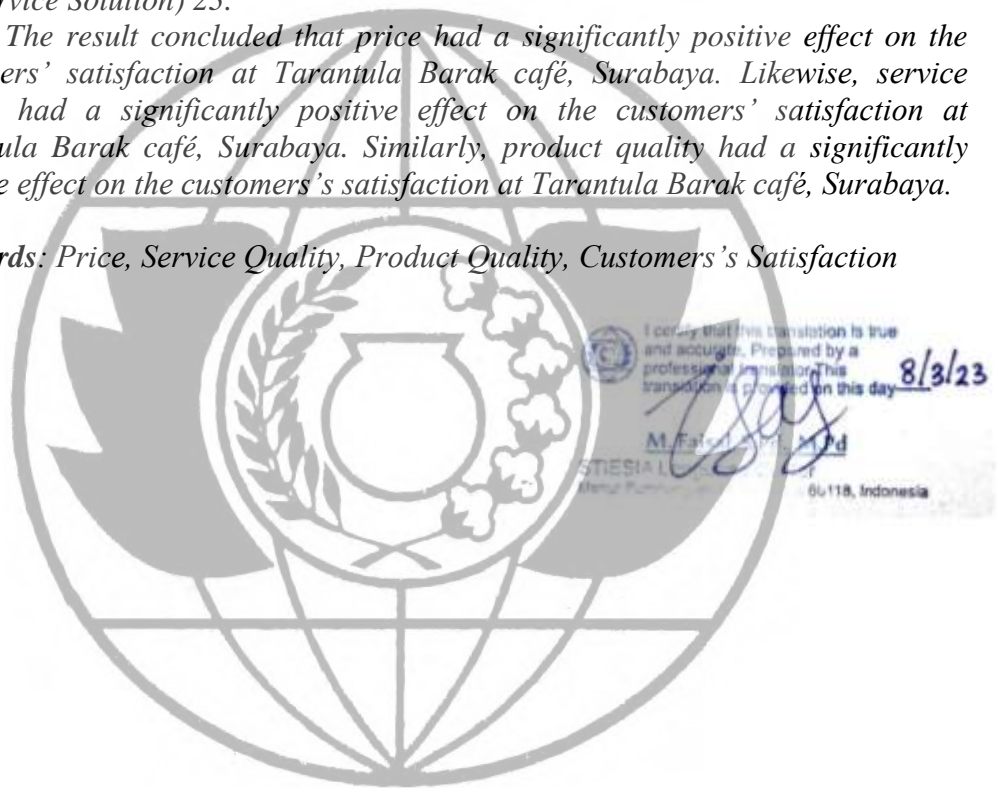 rvice Solution) 25.
The result concluded that price had a significantly positive effect on the
ers' satisfaction at Tarantula Barak café, Surabaya. Likewise, service
had a significantly positive effect on the customers' satisfaction at
ula Barak café, Surabaya. Similarly, product quality had a significantly
e effect on the customers's satisfaction at Tarantula Barak café, Surabaya.
rds: Price, Service Quality, Product Quality, Customers's Satisfaction
I certify that this translation is true
and accurate. Prepared by a
professional translator. This
translation is provided on this day 8/3/23
M. Faisal, M.Pd
STIESIA
60118, Indonesia